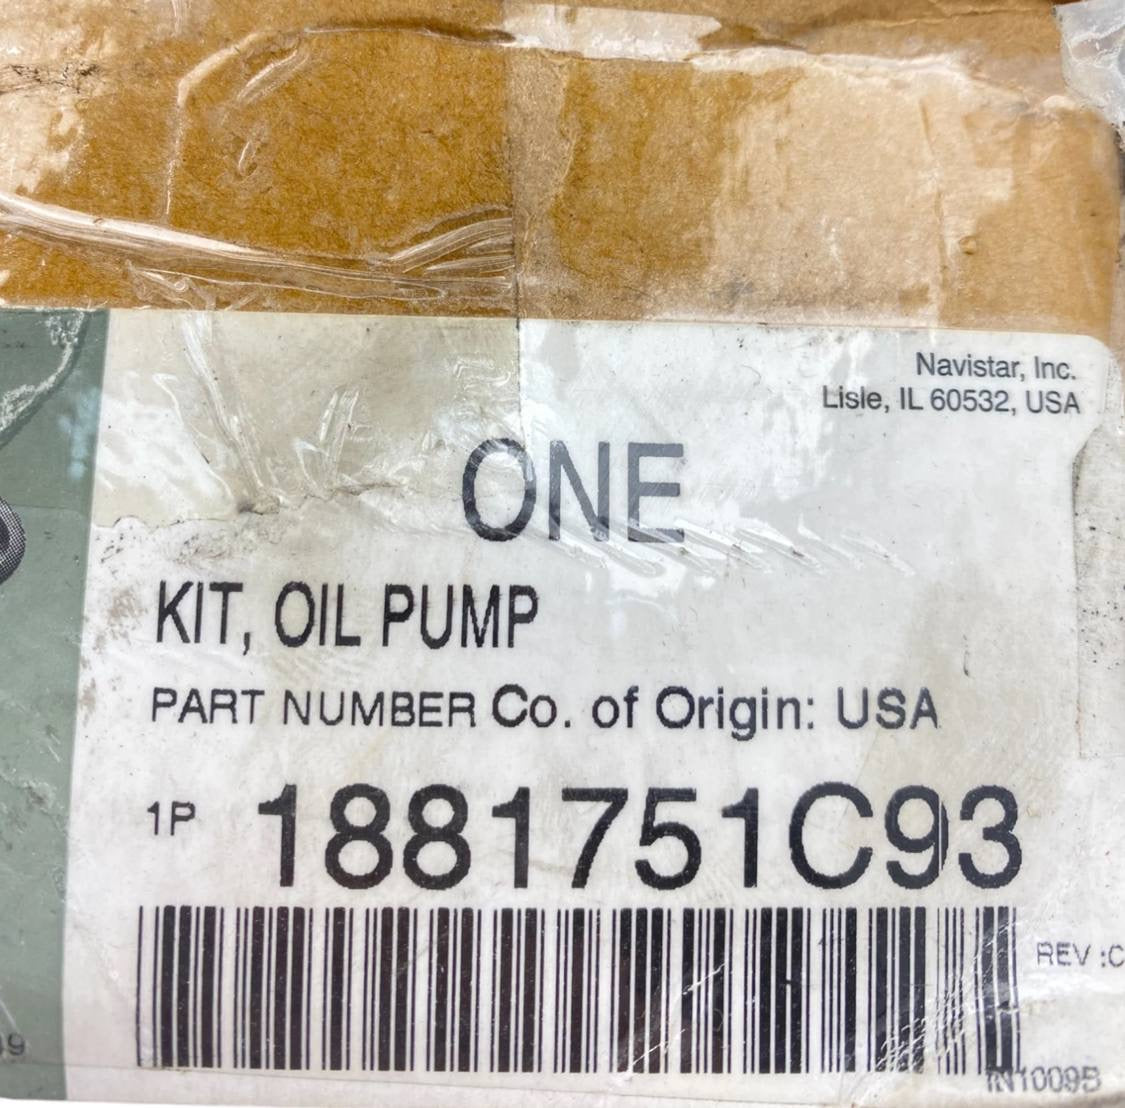 Navistar, Inc.
Lisle, IL 60532, USA
ONE
KIT, OIL PUMP
PART NUMBER Co. of Origin: USA
1P 1881751C93
REV :C
IN1009B